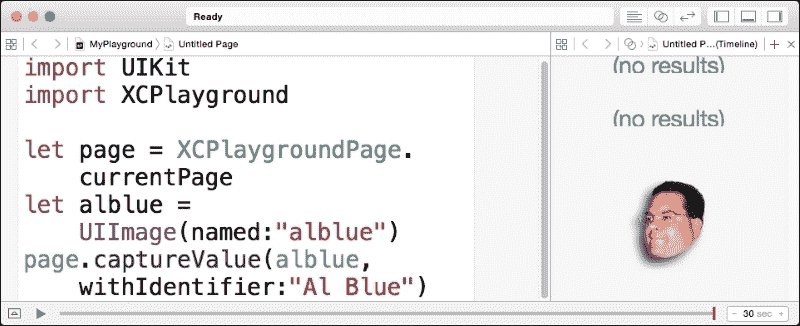 Ready
MyPlayground 〉 Untitled Page
Untitled P...(Timeline)
import UIKit
import XCPlayground
let page = XCPlaygroundPage.
currentPage
let alblue =
UIImage(named:"alblue")
page.captureValue(alblue,
withIdentifier:"Al Blue")
(no results)
(no results)
- 30 sec +